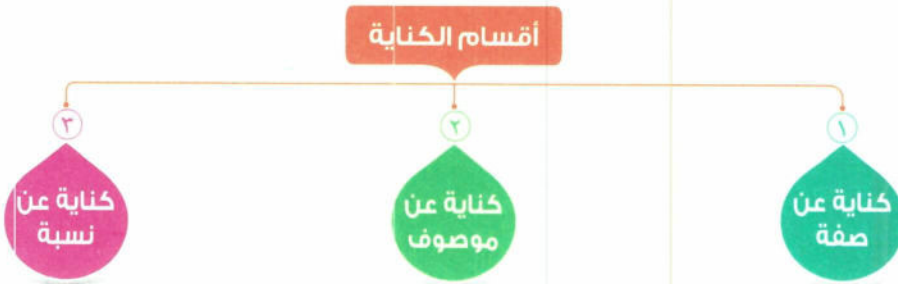 أقسام الكناية
١
كناية عن
صفة
٢
كناية عن
موصوف
٣
كناية عن
نسبة